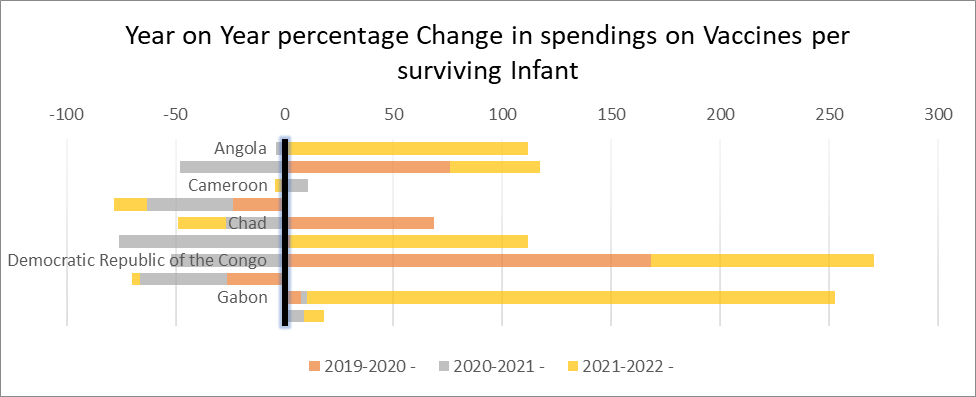 Year on Year percentage Change in spendings on Vaccines per
surviving Infant
-100 -50 0 50 100 150 200 250 300
Angola
Cameroon
Chad
Democratic Republic of the Congo
Gabon
2019-2020 - 2020-2021 - 2021-2022 -